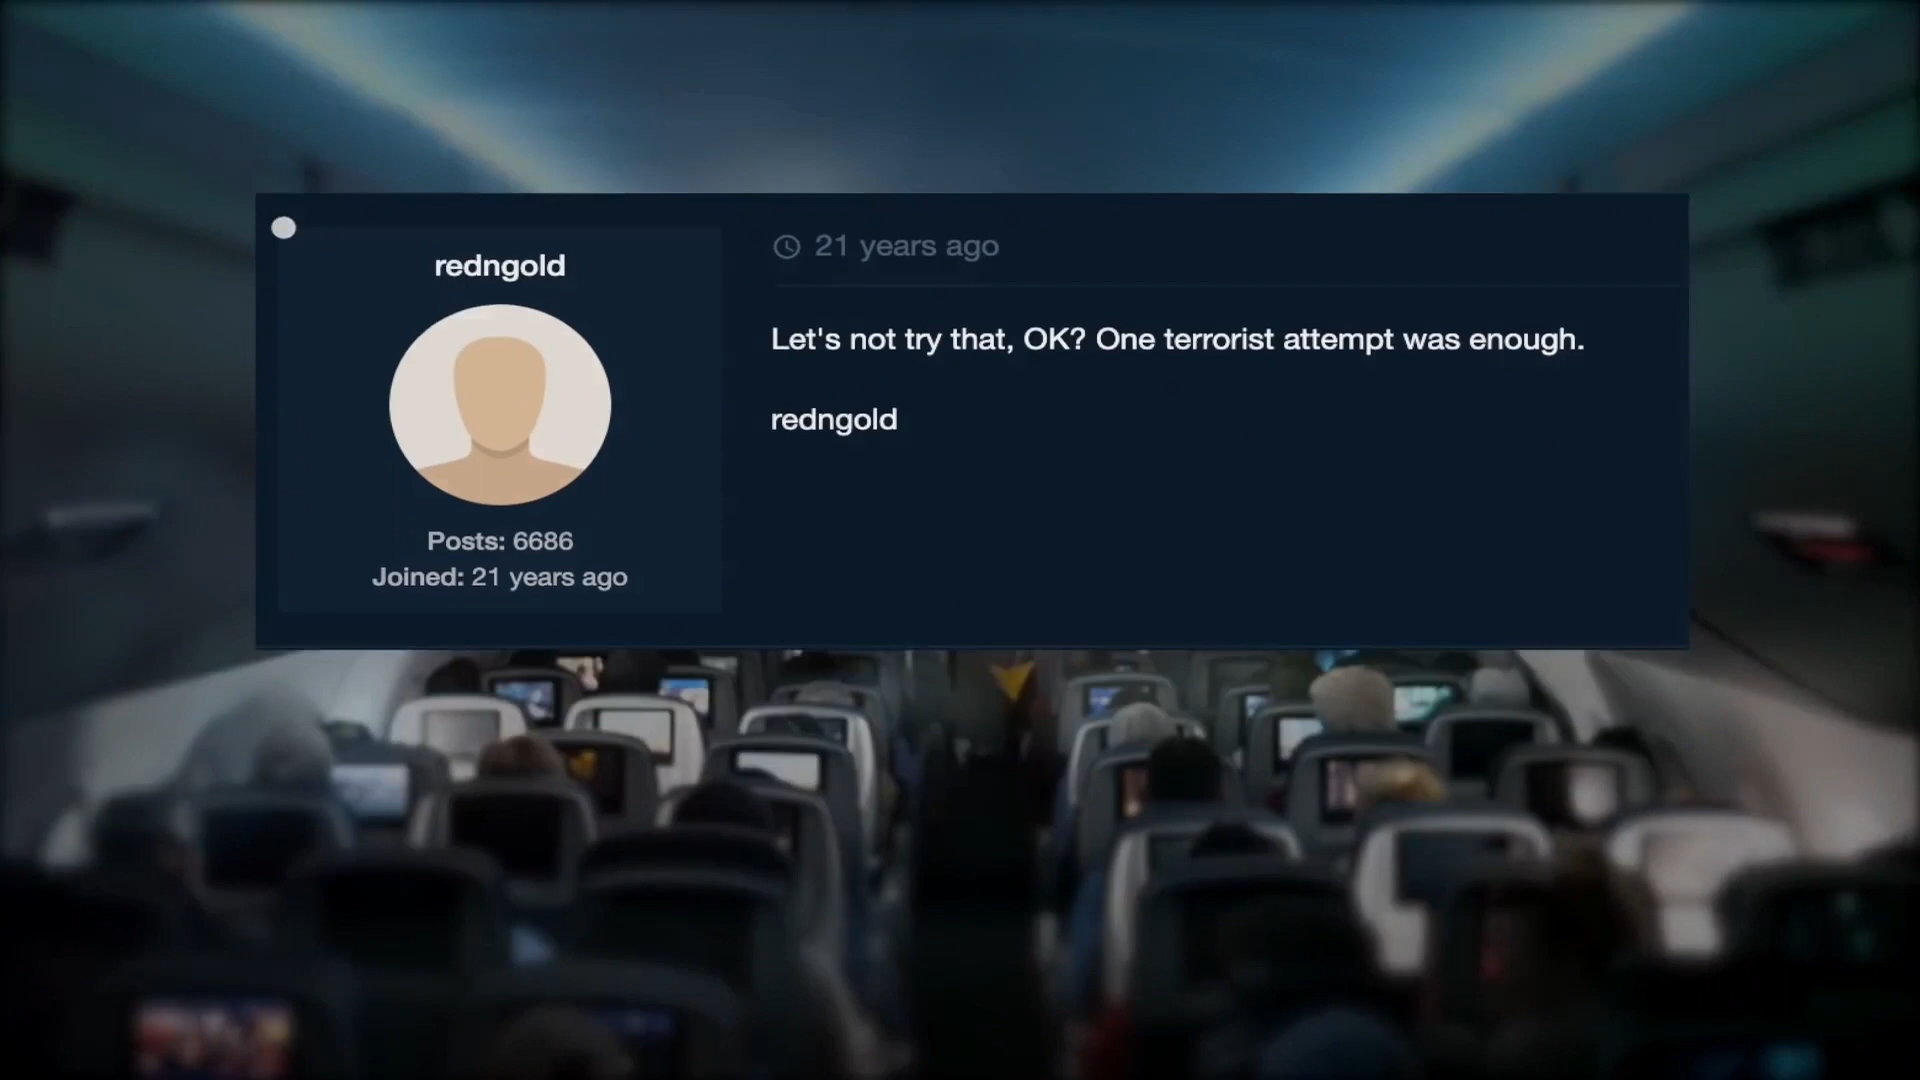 redngold
Posts: 6686
Joined: 21 years ago
21 years ago
Let's not try that, OK? One terrorist attempt was enough.
redngold